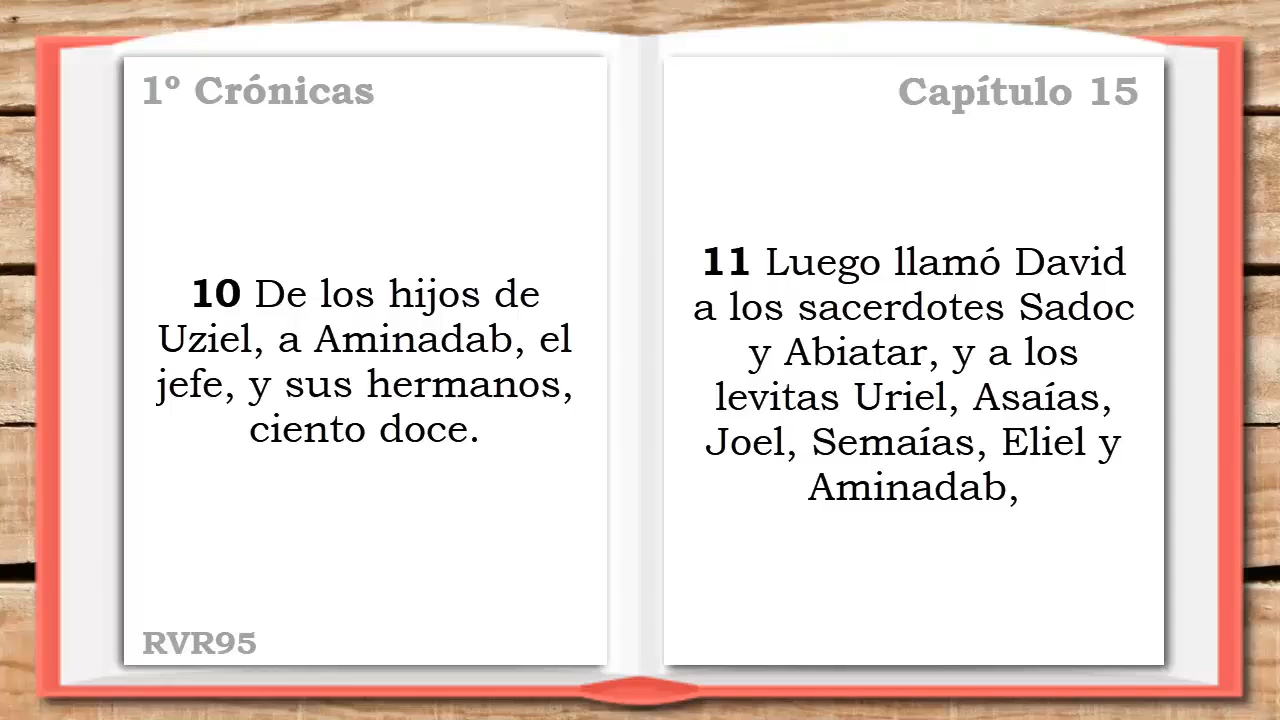 1º Crónicas
10 De los hijos de
Uziel, a Aminadab, el
jefe, y sus hermanos,
ciento doce.
RVR95
Capítulo 15
11 Luego llamó David
a los sacerdotes Sadoc
y Abiatar, y a los
levitas Uriel, Asaías,
Joel, Semaías, Eliel y
Aminadab,